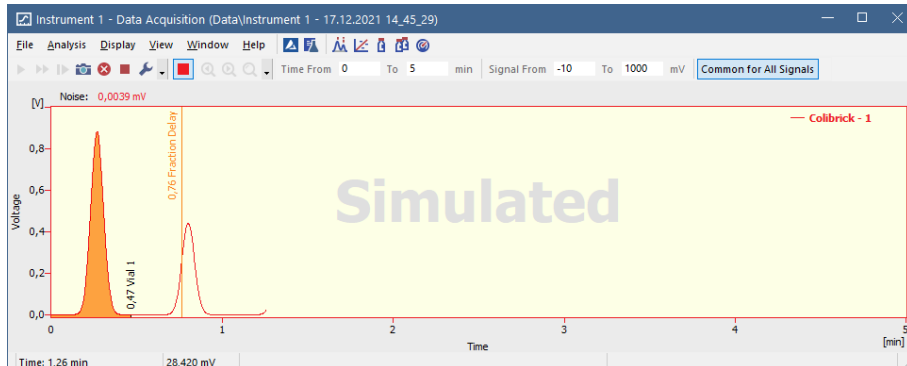 Instrument 1 - Data Acquisition (Data\Instrument 1 - 17.12.2021 14_45_29)
File Analysis Display View Window Help
Time From 0 To 5 min Signal From -10 To 1000 mV Common for All Signals
Noise: 0,0039 mV
[V]
Colibrick - 1
0,8
0,6
0,4
0,2
0,0
Voltage
0,76 Fraction Delay
0,47 Vial 1
Simulated
0 1 2 3 4 5
Time
[min]
Time: 1.26 min 28.420 mV